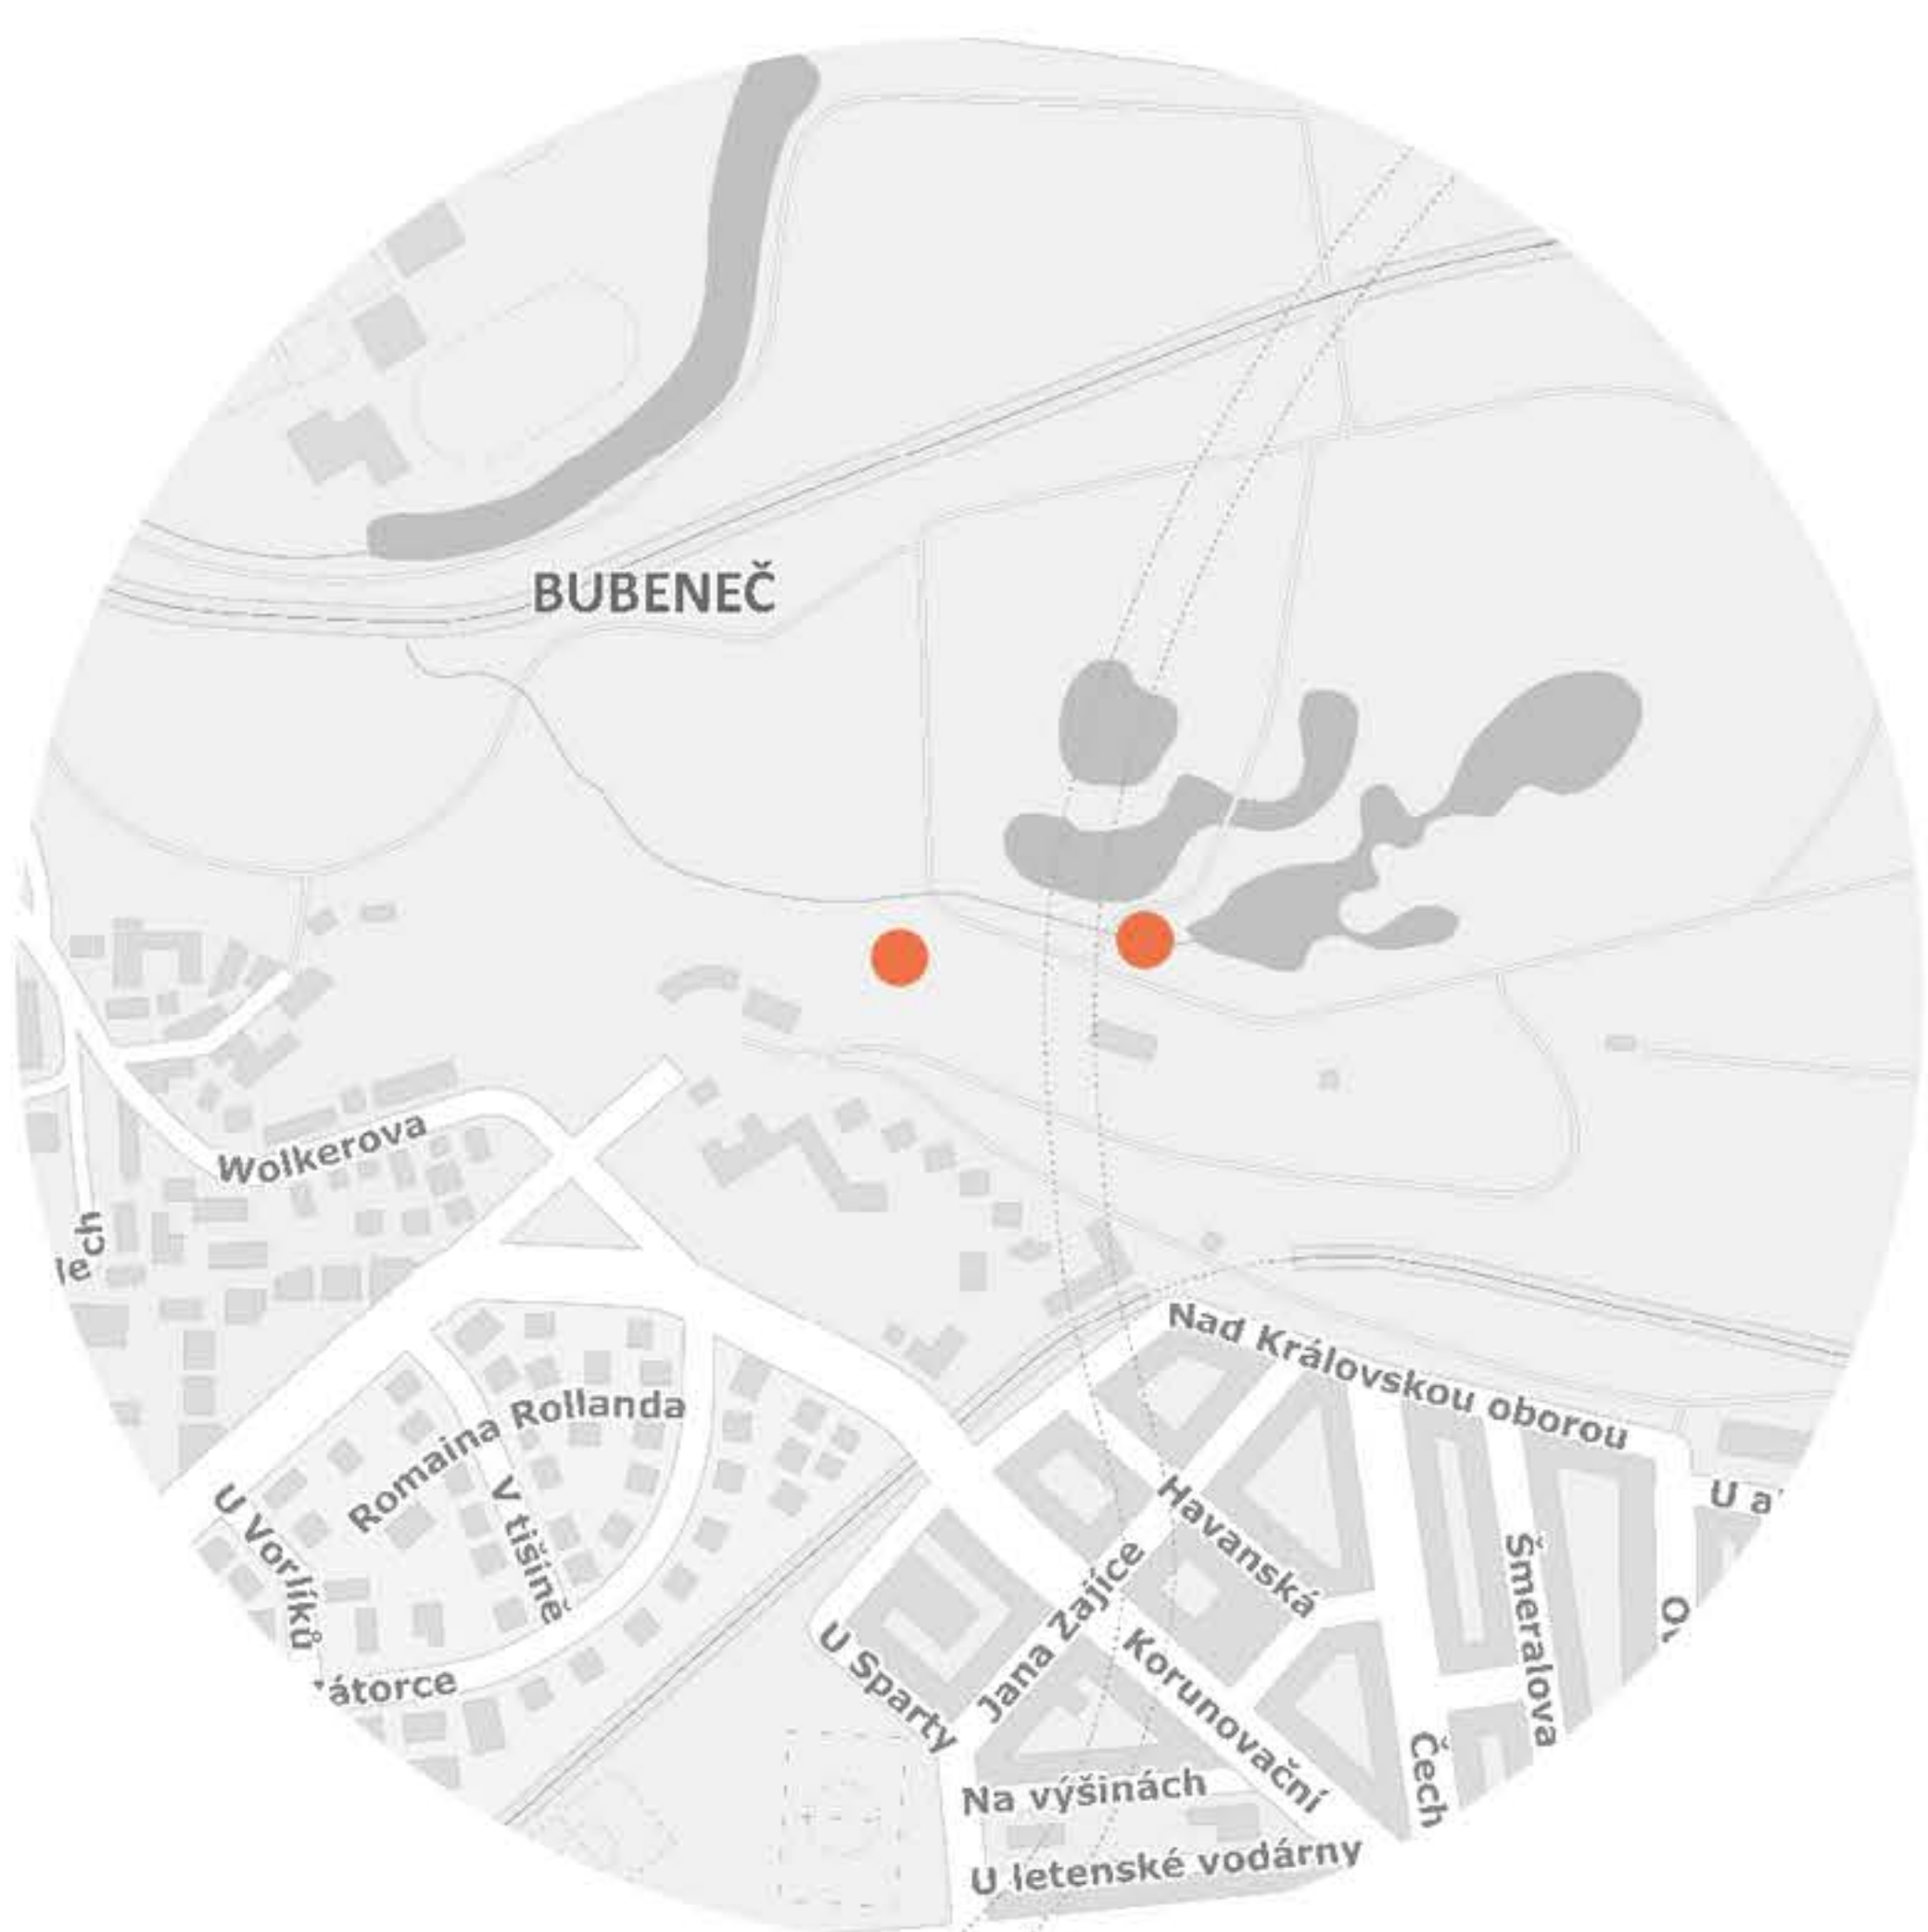 BUBENEČ
Wolkerova
Nad Královskou oborou
Romaina Rollanda
V tišině
U Vorlíků
Havanská
Jana Zajíce
Šmeralova
U Sparty
Korunovační
Čech
Na výšinách
U letenské vodárny